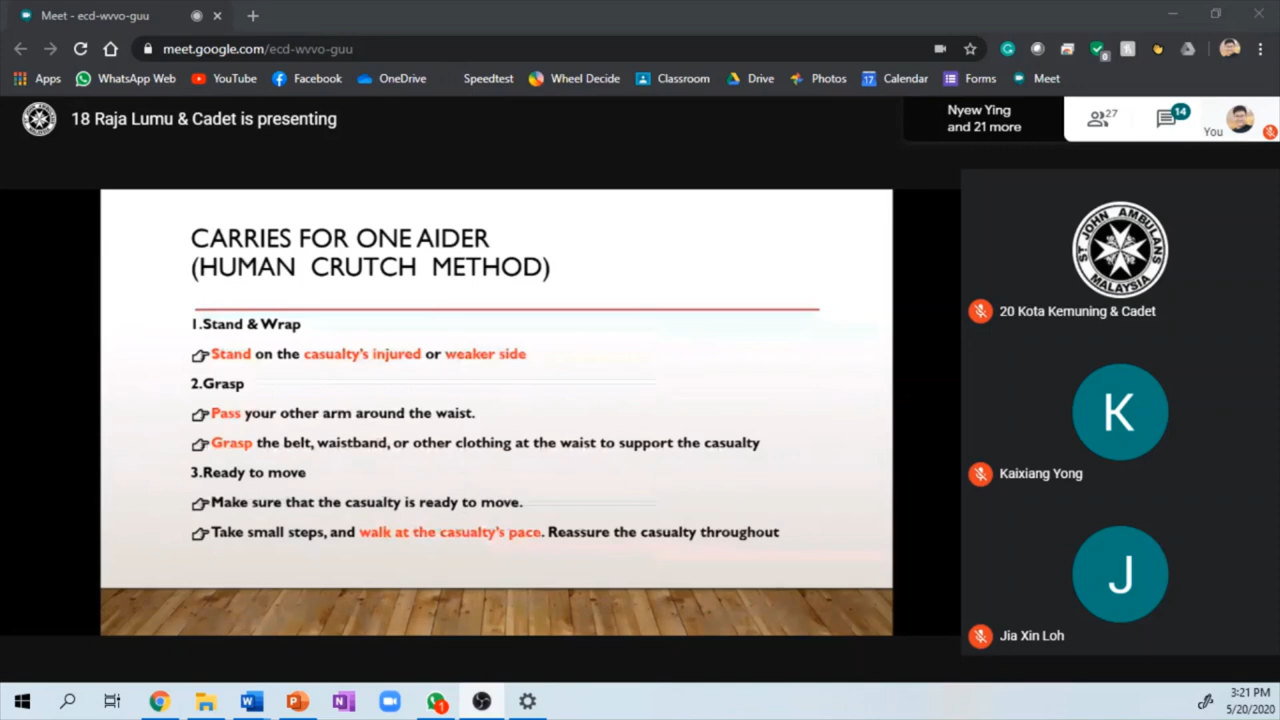 Meet - ecd-wvvo-guu
meet.google.com/ecd-wvvo-guu
Apps WhatsApp Web YouTube Facebook OneDrive Speedtest Wheel Decide Classroom Drive Photos 17 Calendar Forms Meet
0
18 Raja Lumu & Cadet is presenting
Nyew Ying
and 21 more
27
14
You
CARRIES FOR ONE AIDER
(HUMAN CRUTCH METHOD)
1.Stand & Wrap
Stand on the casualty's injured or weaker side
2.Grasp
Pass your other arm around the waist.
Grasp the belt, waistband, or other clothing at the waist to support the casualty
3.Ready to move
Make sure that the casualty is ready to move.
Take small steps, and walk at the casualty's pace. Reassure the casualty throughout
ST JOHN AMBULANS
MALAYSIA
20 Kota Kemuning & Cadet
K
Kaixiang Yong
J
Jia Xin Loh
1
3:21 PM
5/20/2020